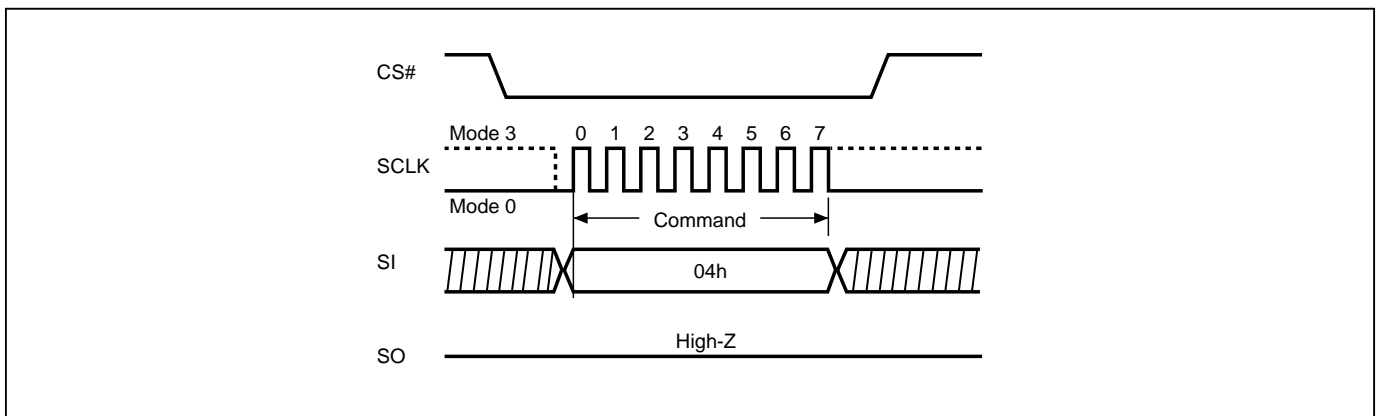 CS#
Mode 3 0 1 2 3 4 5 6 7
SCLK
Mode 0
Command
SI
04h
High-Z
SO